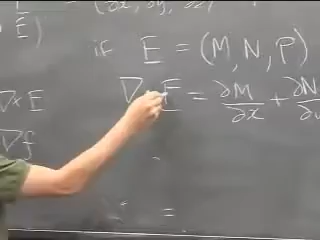 = (∂x, ∂y, ∂z)
E)
if E = (M, N, P)
∇×E
∇ · E = ∂M/∂x + ∂N/∂y
∇f
=